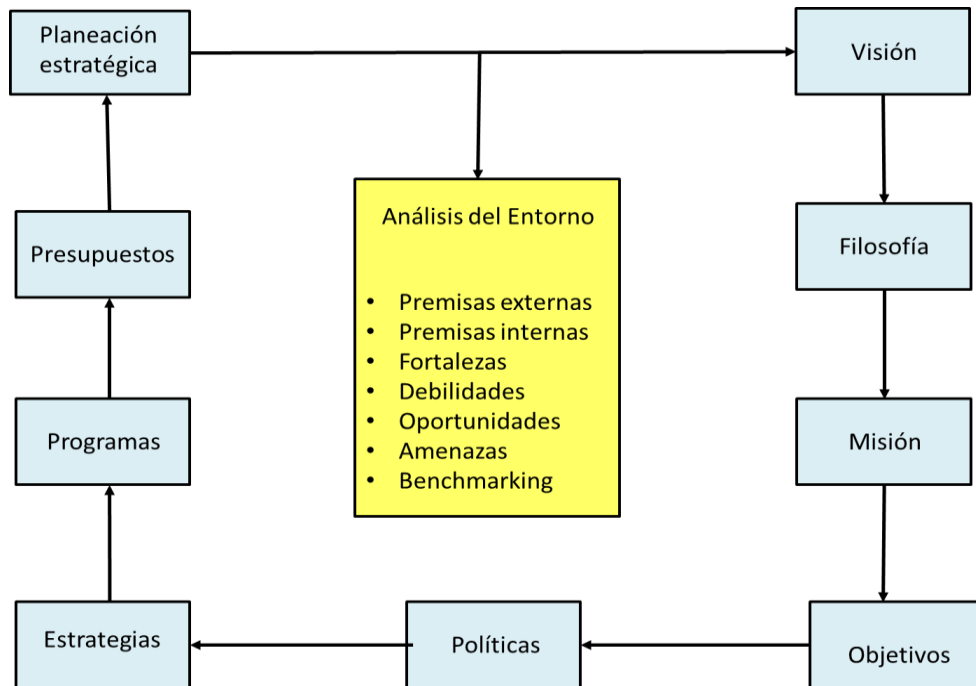 Planeación
estratégica
Visión
Análisis del Entorno
Presupuestos
Filosofía
• Premisas externas
• Premisas internas
• Fortalezas
• Debilidades
• Oportunidades
• Amenazas
• Benchmarking
Programas
Misión
Estrategias
Políticas
Objetivos